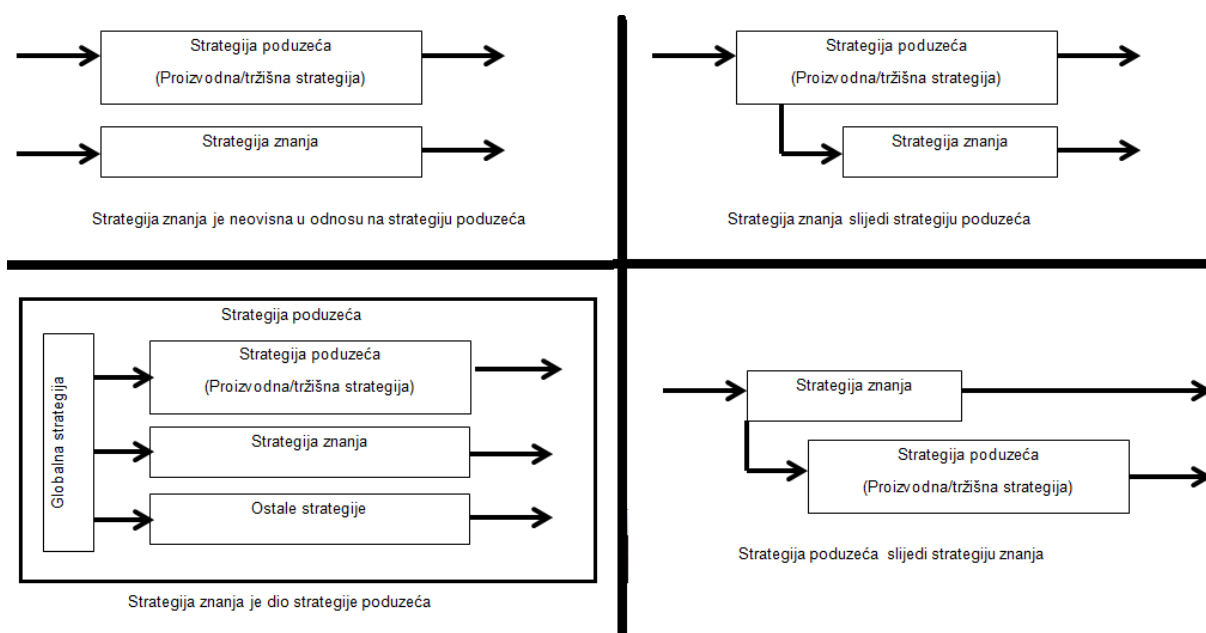 Strategija poduzeća
(Proizvodna/tržišna strategija)
Strategija znanja
Strategija znanja je neovisna u odnosu na strategiju poduzeća
Strategija poduzeća
(Proizvodna/tržišna strategija)
Strategija znanja
Strategija znanja slijedi strategiju poduzeća
Strategija poduzeća
Globalna strategija
Strategija poduzeća
(Proizvodna/tržišna strategija)
Strategija znanja
Ostale strategije
Strategija znanja je dio strategije poduzeća
Strategija znanja
Strategija poduzeća
(Proizvodna/tržišna strategija)
Strategija poduzeća slijedi strategiju znanja